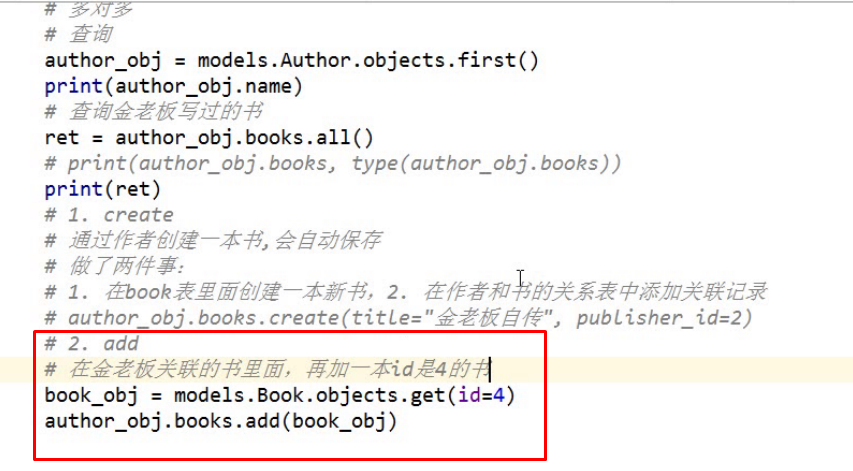 # 多对多
# 查询
author_obj = models.Author.objects.first()
print(author_obj.name)
# 查询金老板写过的书
ret = author_obj.books.all()
# print(author_obj.books, type(author_obj.books))
print(ret)
# 1. create
# 通过作者创建一本书,会自动保存
# 做了两件事:
# 1. 在book表里面创建一本新书，2. 在作者和书的关系表中添加关联记录
# author_obj.books.create(title="金老板自传", publisher_id=2)
# 2. add
# 在金老板关联的书里面，再加一本id是4的书
book_obj = models.Book.objects.get(id=4)
author_obj.books.add(book_obj)